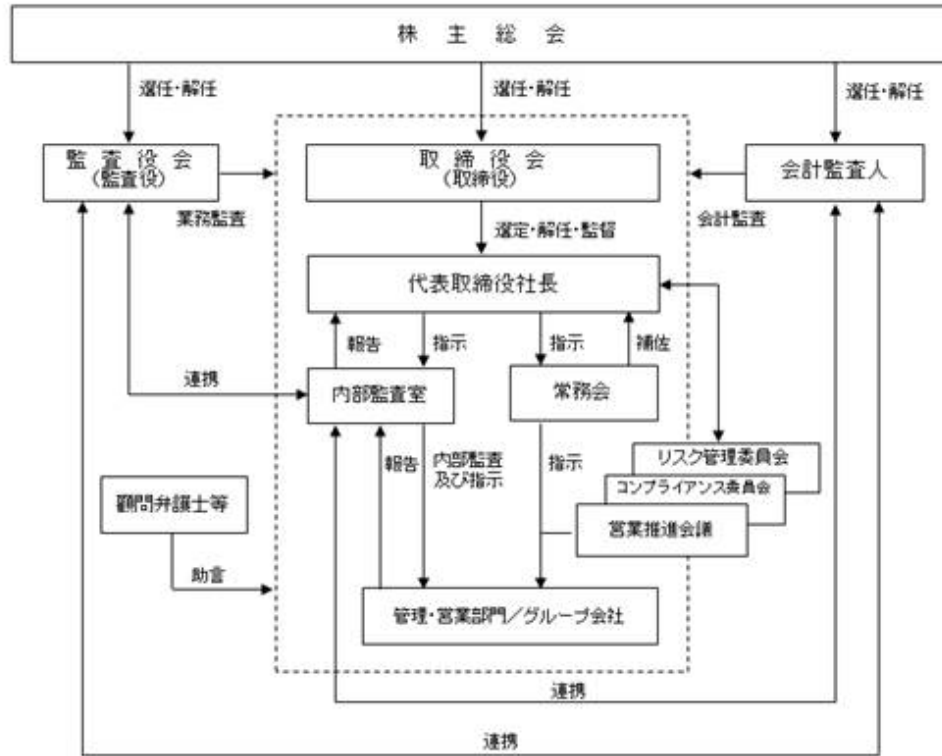 株主総会
選任・解任
選任・解任
選任・解任
監査役会
(監査役)
取締役会
(取締役)
会計監査人
業務監査
会計監査
選定・解任・監督
代表取締役社長
報告
指示
指示
補佐
連携
内部監査室
常務会
報告
内部監査
及び指示
指示
リスク管理委員会
コンプライアンス委員会
営業推進会議
顧問弁護士等
助言
管理・営業部門／グループ会社
連携
連携